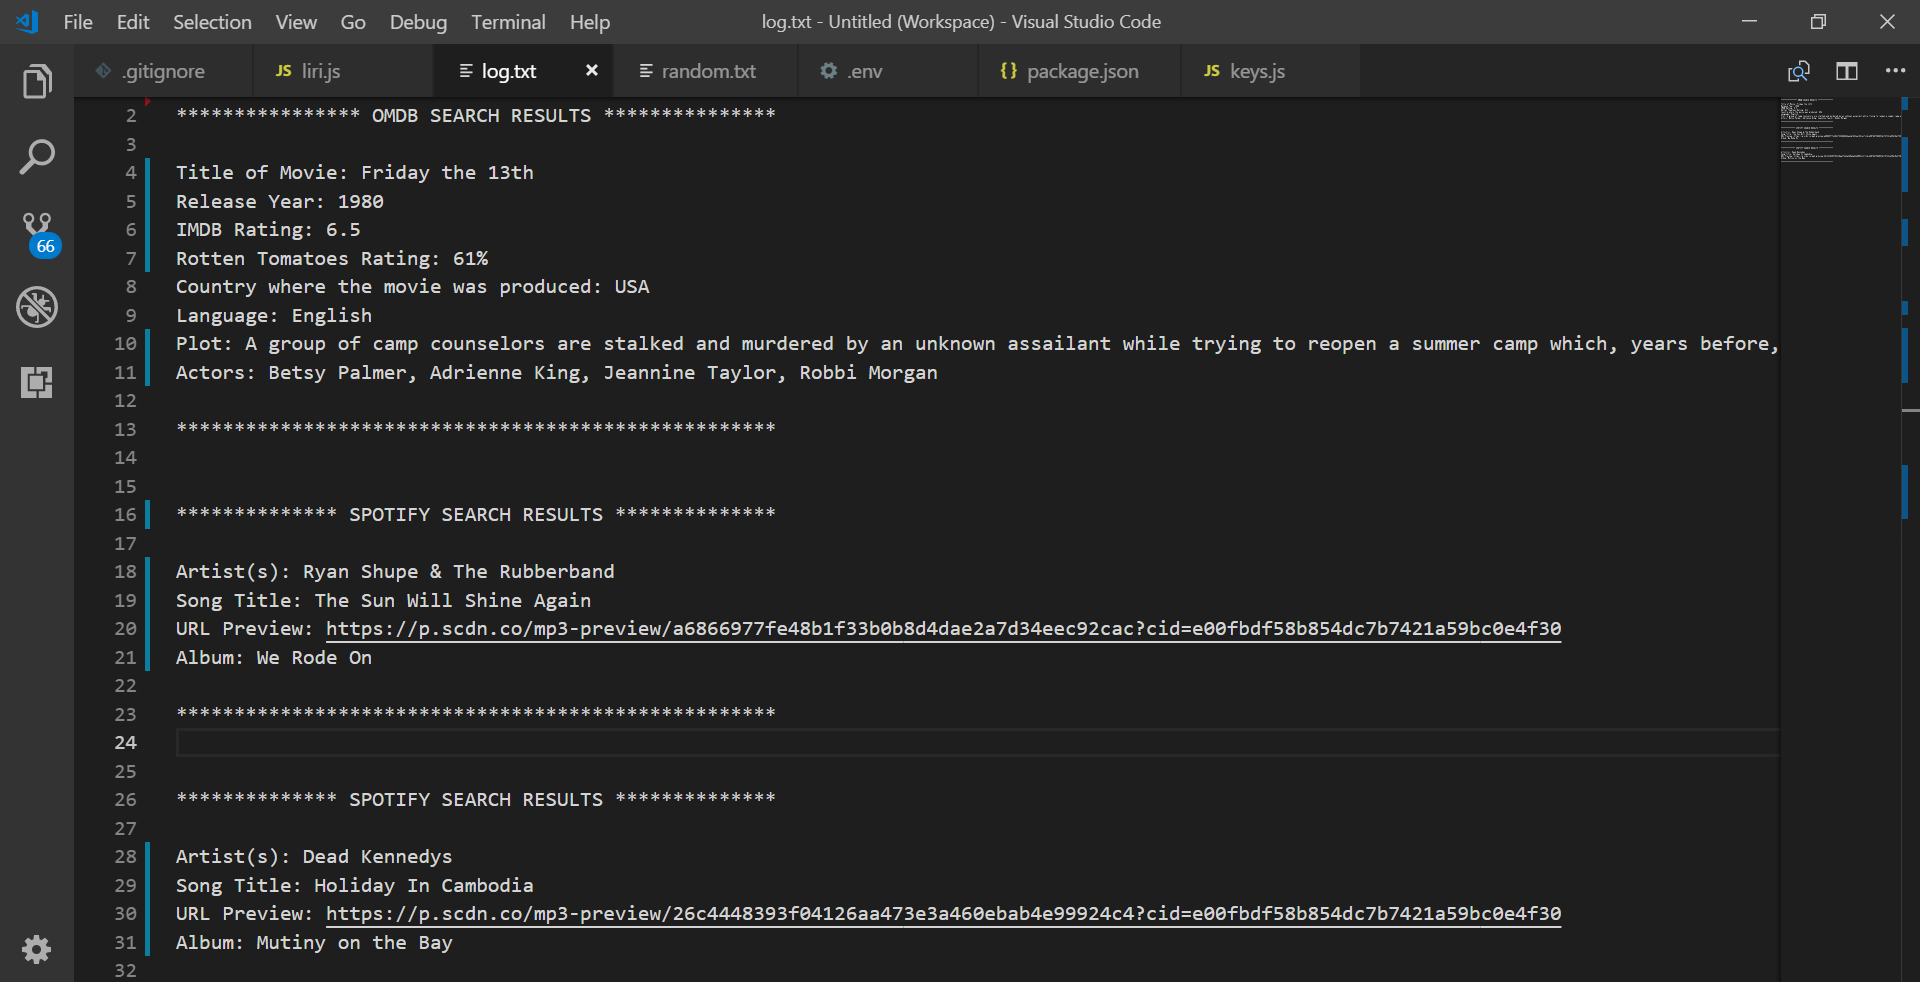 File Edit Selection View Go Debug Terminal Help log.txt - Untitled (Workspace) - Visual Studio Code
.gitignore JS liri.js log.txt random.txt .env {} package.json JS keys.js
66
2 **************** OMDB SEARCH RESULTS ***************
3
4 Title of Movie: Friday the 13th
5 Release Year: 1980
6 IMDB Rating: 6.5
7 Rotten Tomatoes Rating: 61%
8 Country where the movie was produced: USA
9 Language: English
10 Plot: A group of camp counselors are stalked and murdered by an unknown assailant while trying to reopen a summer camp which, years before,
11 Actors: Betsy Palmer, Adrienne King, Jeannine Taylor, Robbi Morgan
12
13 ****************************************************
14
15
16 ************** SPOTIFY SEARCH RESULTS **************
17
18 Artist(s): Ryan Shupe & The Rubberband
19 Song Title: The Sun Will Shine Again
20 URL Preview: https://p.scdn.co/mp3-preview/a6866977fe48b1f33b0b8d4dae2a7d34eec92cac?cid=e00fbdf58b854dc7b7421a59bc0e4f30
21 Album: We Rode On
22
23 ****************************************************
24
25
26 ************** SPOTIFY SEARCH RESULTS **************
27
28 Artist(s): Dead Kennedys
29 Song Title: Holiday In Cambodia
30 URL Preview: https://p.scdn.co/mp3-preview/26c4448393f04126aa473e3a460ebab4e99924c4?cid=e00fbdf58b854dc7b7421a59bc0e4f30
31 Album: Mutiny on the Bay
32